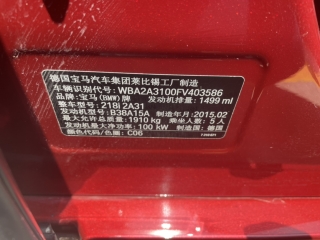 德国宝马汽车集团莱比锡工厂制造
车辆识别代号: WBA2A3100FV403586
品牌: 宝马(BMW)牌 发动机排量: 1499 ml
整车型号: 218i 2A31
发动机型号: B38A15A 制造年月: 2015.02
最大允许总质量: 1910 kg 乘坐人数: 5 人
发动机最大净功率: 100 kW 制造国: 德国
颜色代码/色圈: C06